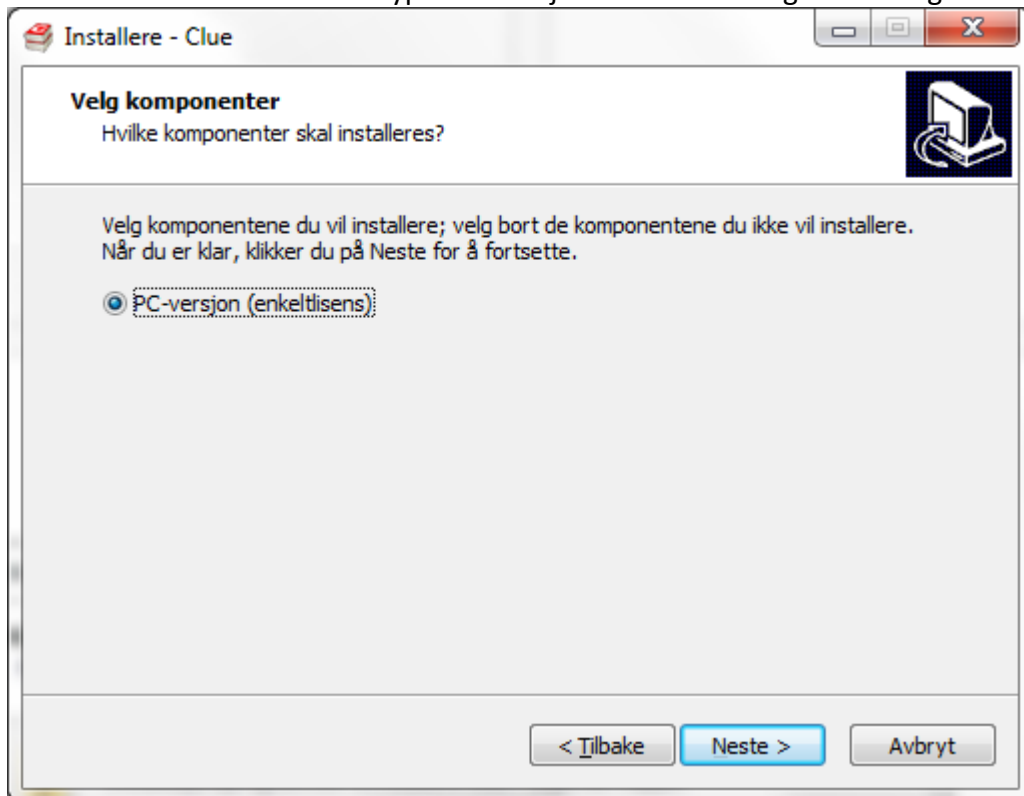 Installere - Clue
Velg komponenter
Hvilke komponenter skal installeres?
Velg komponentene du vil installere; velg bort de komponentene du ikke vil installere.
Når du er klar, klikker du på Neste for å fortsette.
PC-versjon (enkeltlisens)
< Tilbake
Neste >
Avbryt